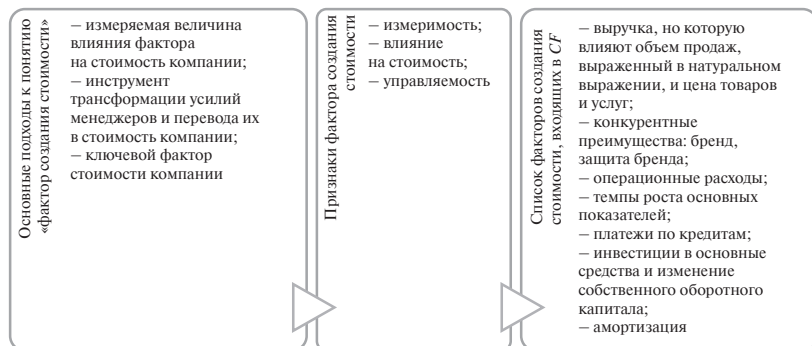 Основные подходы к понятию
«фактор создания стоимости»
– измеряемая величина
влияния фактора
на стоимость компании;
– инструмент
трансформации усилий
менеджеров и перевода их
в стоимость компании;
– ключевой фактор
стоимости компании
Признаки фактора создания
стоимости
– измеримость;
– влияние
на стоимость;
– управляемость
Список факторов создания
стоимости, входящих в CF
– выручка, но которую
влияют объем продаж,
выраженный в натуральном
выражении, и цена товаров
и услуг;
– конкурентные
преимущества: бренд,
защита бренда;
– операционные расходы;
– темпы роста основных
показателей;
– платежи по кредитам;
– инвестиции в основные
средства и изменение
собственного оборотного
капитала;
– амортизация